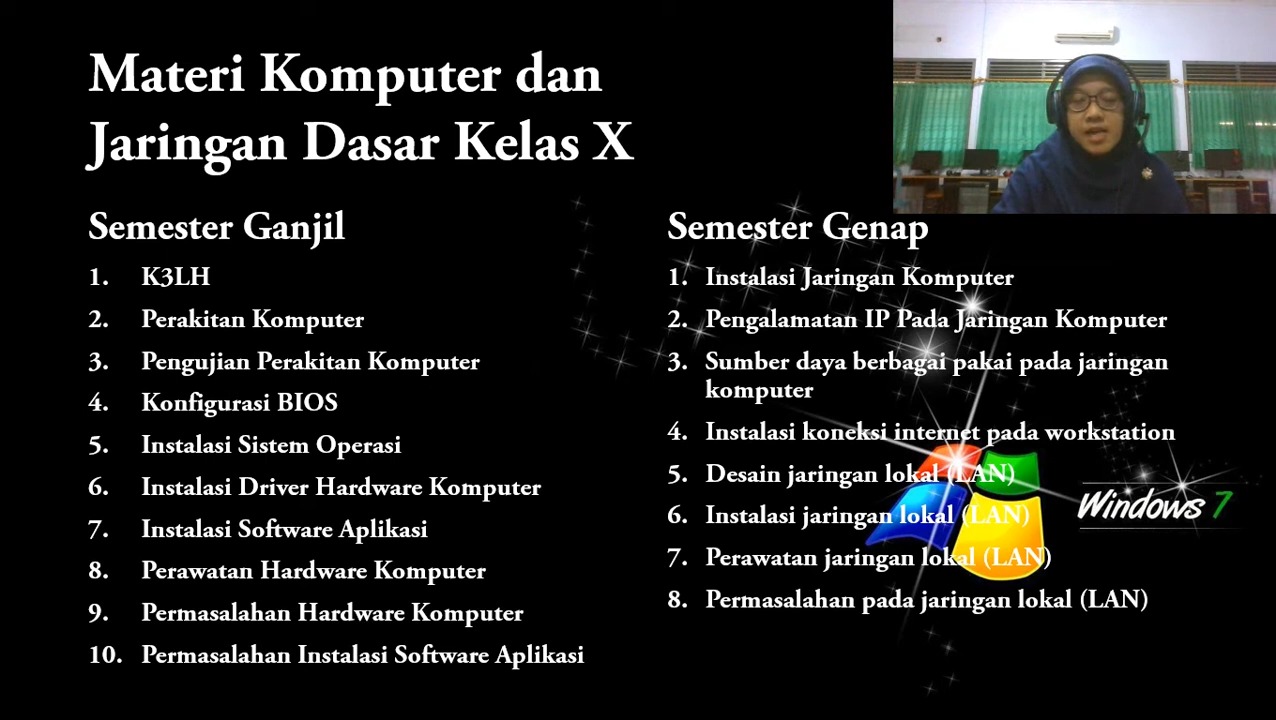 Materi Komputer dan
Jaringan Dasar Kelas X
Semester Ganjil
1. K3LH
2. Perakitan Komputer
3. Pengujian Perakitan Komputer
4. Konfigurasi BIOS
5. Instalasi Sistem Operasi
6. Instalasi Driver Hardware Komputer
7. Instalasi Software Aplikasi
8. Perawatan Hardware Komputer
9. Permasalahan Hardware Komputer
10. Permasalahan Instalasi Software Aplikasi
Semester Genap
1. Instalasi Jaringan Komputer
2. Pengalamatan IP Pada Jaringan Komputer
3. Sumber daya berbagai pakai pada jaringan
komputer
4. Instalasi koneksi internet pada workstation
5. Desain jaringan lokal (LAN)
6. Instalasi jaringan lokal (LAN)
7. Perawatan jaringan lokal (LAN)
8. Permasalahan pada jaringan lokal (LAN)
Windows 7